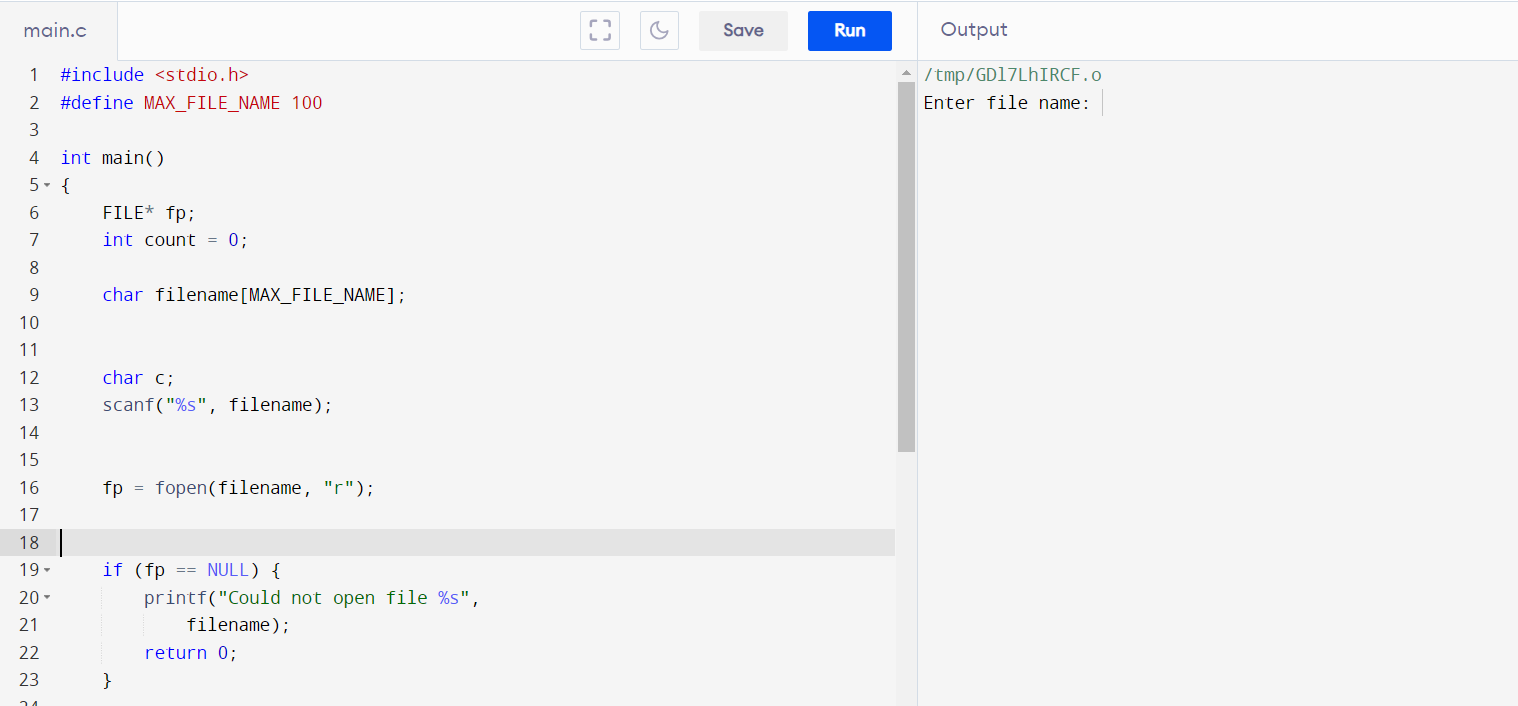 main.c
Save
Run
Output
1 #include <stdio.h>
2 #define MAX_FILE_NAME 100
3
4 int main()
5 {
6 FILE* fp;
7 int count = 0;
8
9 char filename[MAX_FILE_NAME];
10
11
12 char c;
13 scanf("%s", filename);
14
15
16 fp = fopen(filename, "r");
17
18
19 if (fp == NULL) {
20 printf("Could not open file %s",
21 filename);
22 return 0;
23 }
/tmp/GDl7LhIRCF.o
Enter file name: